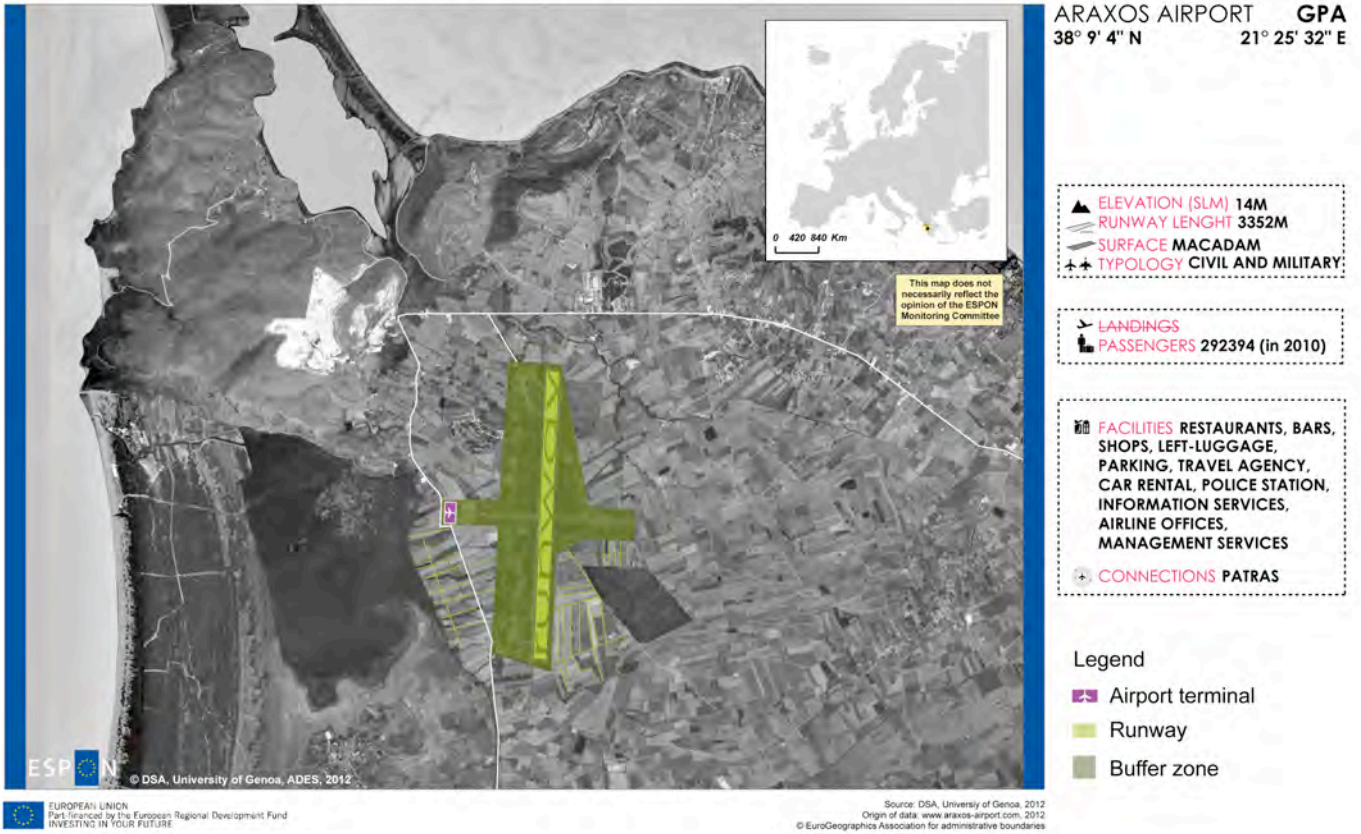 ARAXOS AIRPORT GPA
38° 9' 4'' N 21° 25' 32'' E
0 420 840 Km
This map does not
necessarily reflect the
opinion of the ESPON
Monitoring Committee
ELEVATION (SLM) 14M
RUNWAY LENGHT 3352M
SURFACE MACADAM
TYPOLOGY CIVIL AND MILITARY
LANDINGS
PASSENGERS 292394 (in 2010)
FACILITIES RESTAURANTS, BARS,
SHOPS, LEFT-LUGGAGE,
PARKING, TRAVEL AGENCY,
CAR RENTAL, POLICE STATION,
INFORMATION SERVICES,
AIRLINE OFFICES,
MANAGEMENT SERVICES
CONNECTIONS PATRAS
Legend
Airport terminal
Runway
Buffer zone
ESPON
© DSA, University of Genoa, ADES, 2012
EUROPEAN UNION
Part-financed by the European Regional Development Fund
INVESTING IN YOUR FUTURE
Source: DSA, Universiy of Genoa, 2012
Origin of data: www.araxos-airport.com, 2012
© EuroGeographics Association for administrative boundaries